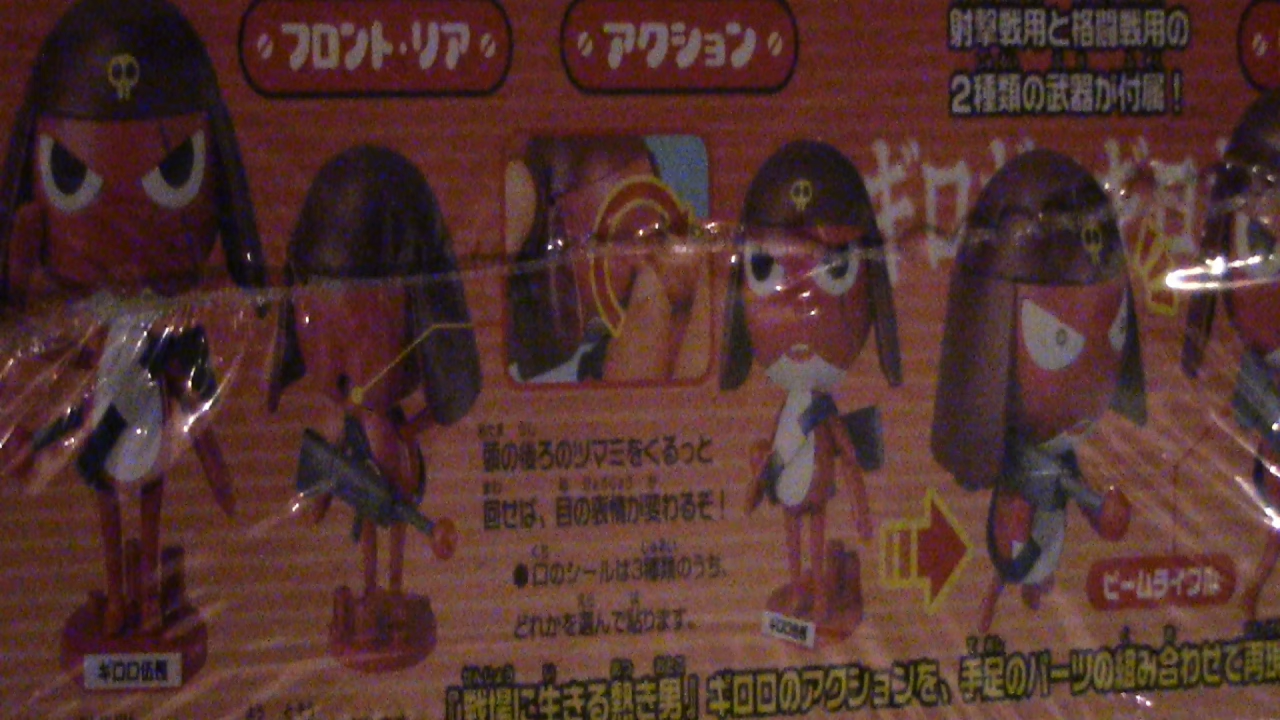 フロント・リア
アクション
射撃戦用と格闘戦用の
2種類の武器が付属!
ギロロ
頭の後ろのツマミをくるっと
回せば、目の表情が変わるぞ!
●口のシールは3種類のうち、
どれかを選んで貼ります。
ビームライフル
ギロロ伍長
ギロロ伍長
『戦場に生きる熱き男』ギロロのアクションを、手足のパーツの組み合わせで再現